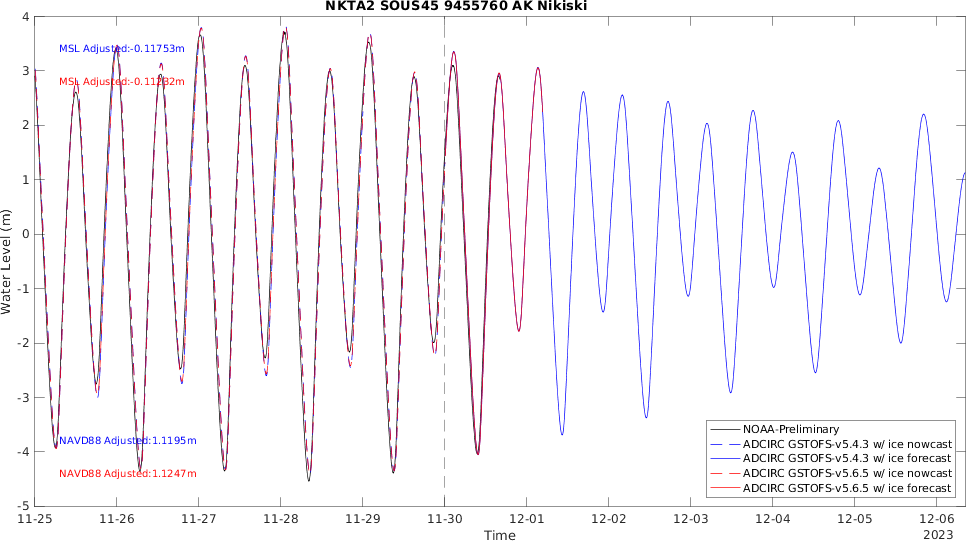 NKTA2 SOUS45 9455760 AK Nikiski
4
3
2
1
0
-1
-2
-3
-4
-5
Water Level (m)
MSL Adjusted:-0.11753m
MSL Adjusted:-0.11232m
NAVD88 Adjusted:1.1195m
NAVD88 Adjusted:1.1247m
NOAA-Preliminary
ADCIRC GSTOFS-v5.4.3 w/ ice nowcast
ADCIRC GSTOFS-v5.4.3 w/ ice forecast
ADCIRC GSTOFS-v5.6.5 w/ ice nowcast
ADCIRC GSTOFS-v5.6.5 w/ ice forecast
11-25 11-26 11-27 11-28 11-29 11-30 12-01 12-02 12-03 12-04 12-05 12-06
Time
2023